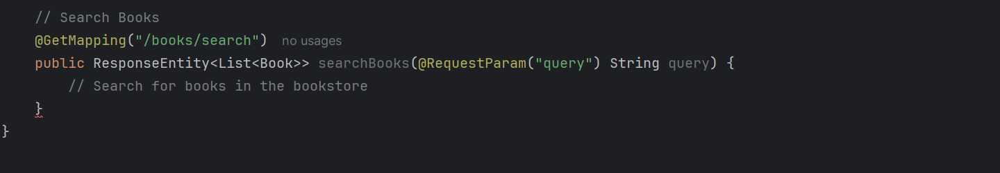 // Search Books
@GetMapping("/books/search") no usages
public ResponseEntity<List<Book>> searchBooks(@RequestParam("query") String query) {
// Search for books in the bookstore
}
}